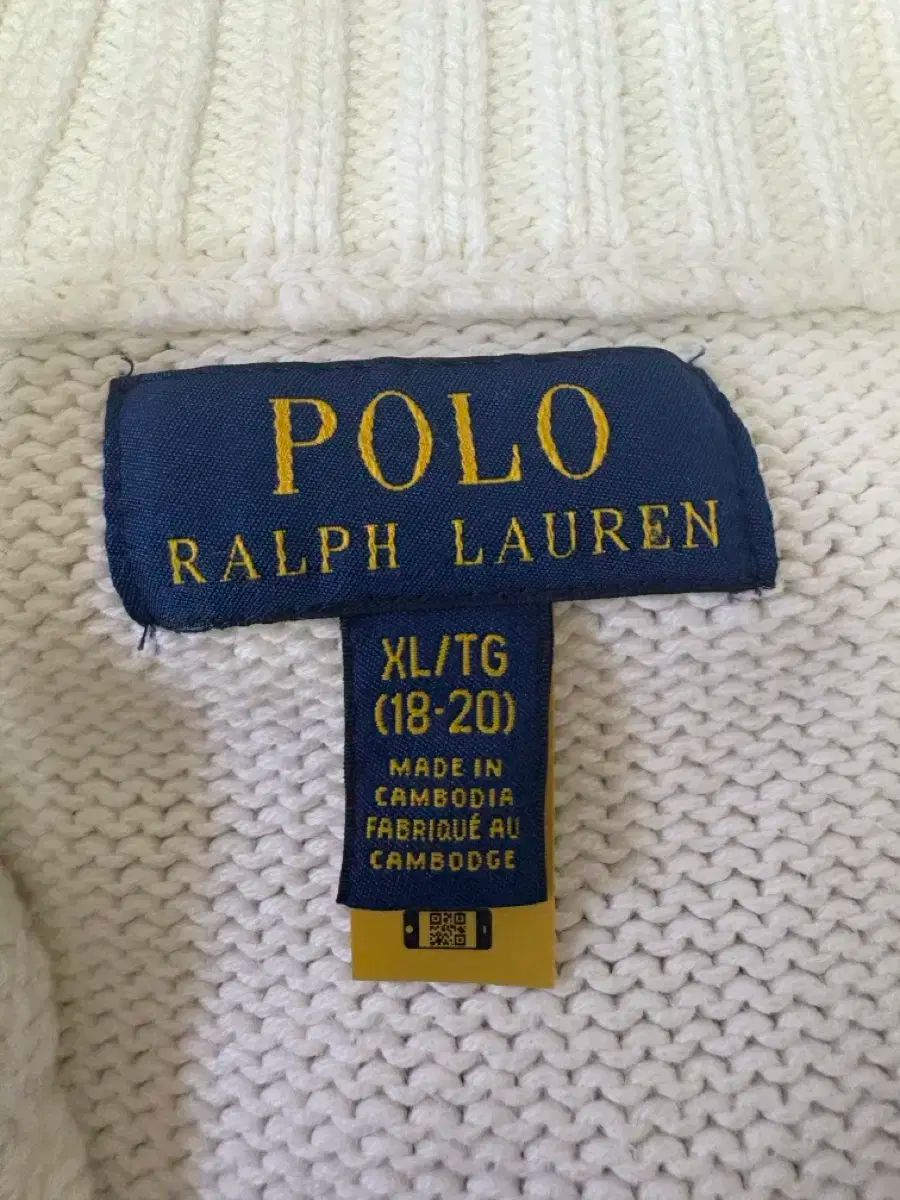 POLO
RALPH LAUREN
XL/TG
(18-20)
MADE IN
CAMBODIA
FABRIQUÉ AU
CAMBODGE